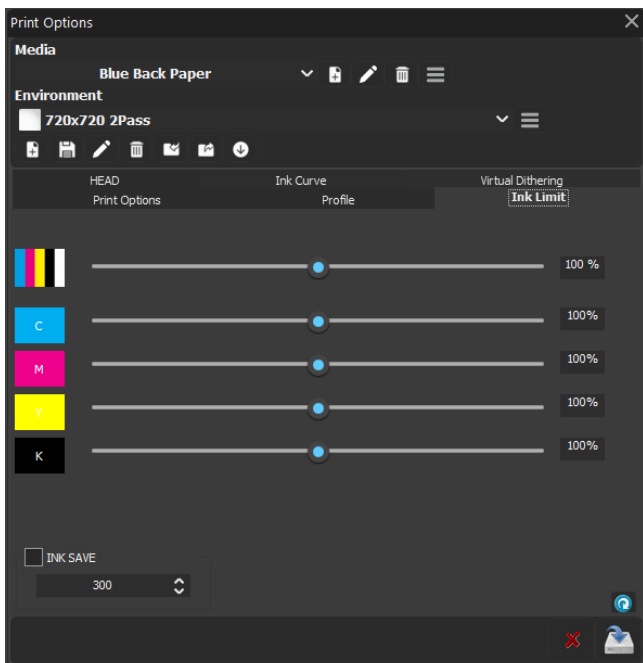 Print Options
Media
Blue Back Paper
Environment
720x720 2Pass
HEAD Ink Curve Virtual Dithering
Print Options Profile Ink Limit
100 %
C 100%
M 100%
Y 100%
K 100%
INK SAVE
300